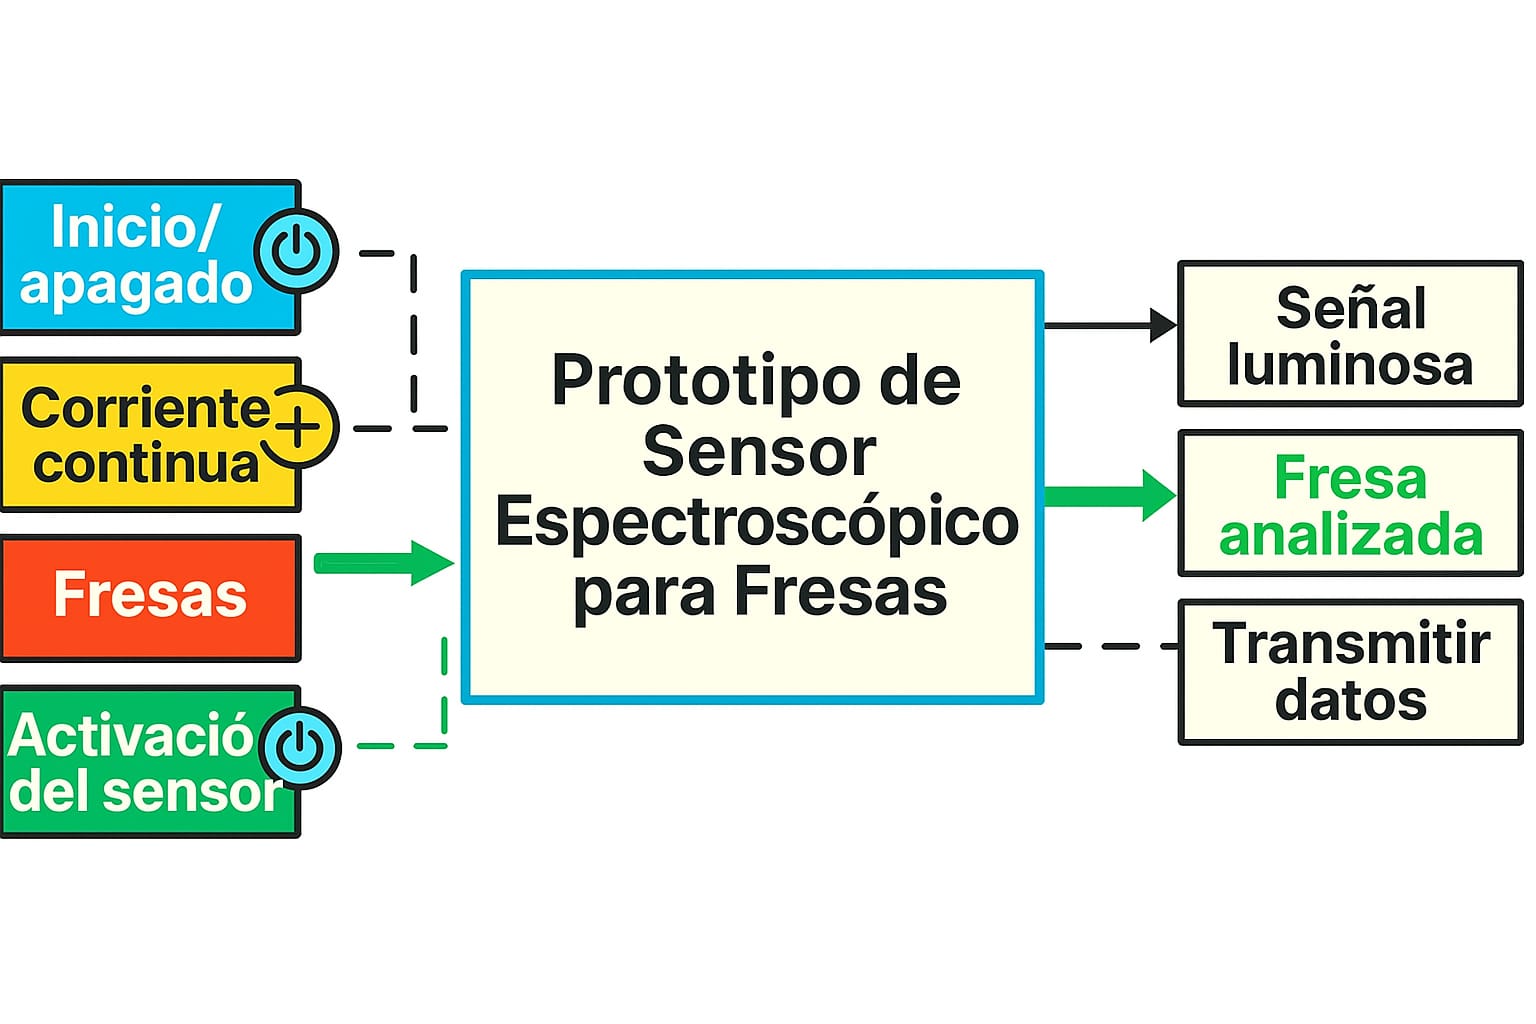 Inicio/
apagado
Corriente
continua
Fresas
Activació
del sensor
Prototipo de
Sensor
Espectroscópico
para Fresas
Señal
luminosa
Fresa
analizada
Transmitir
datos